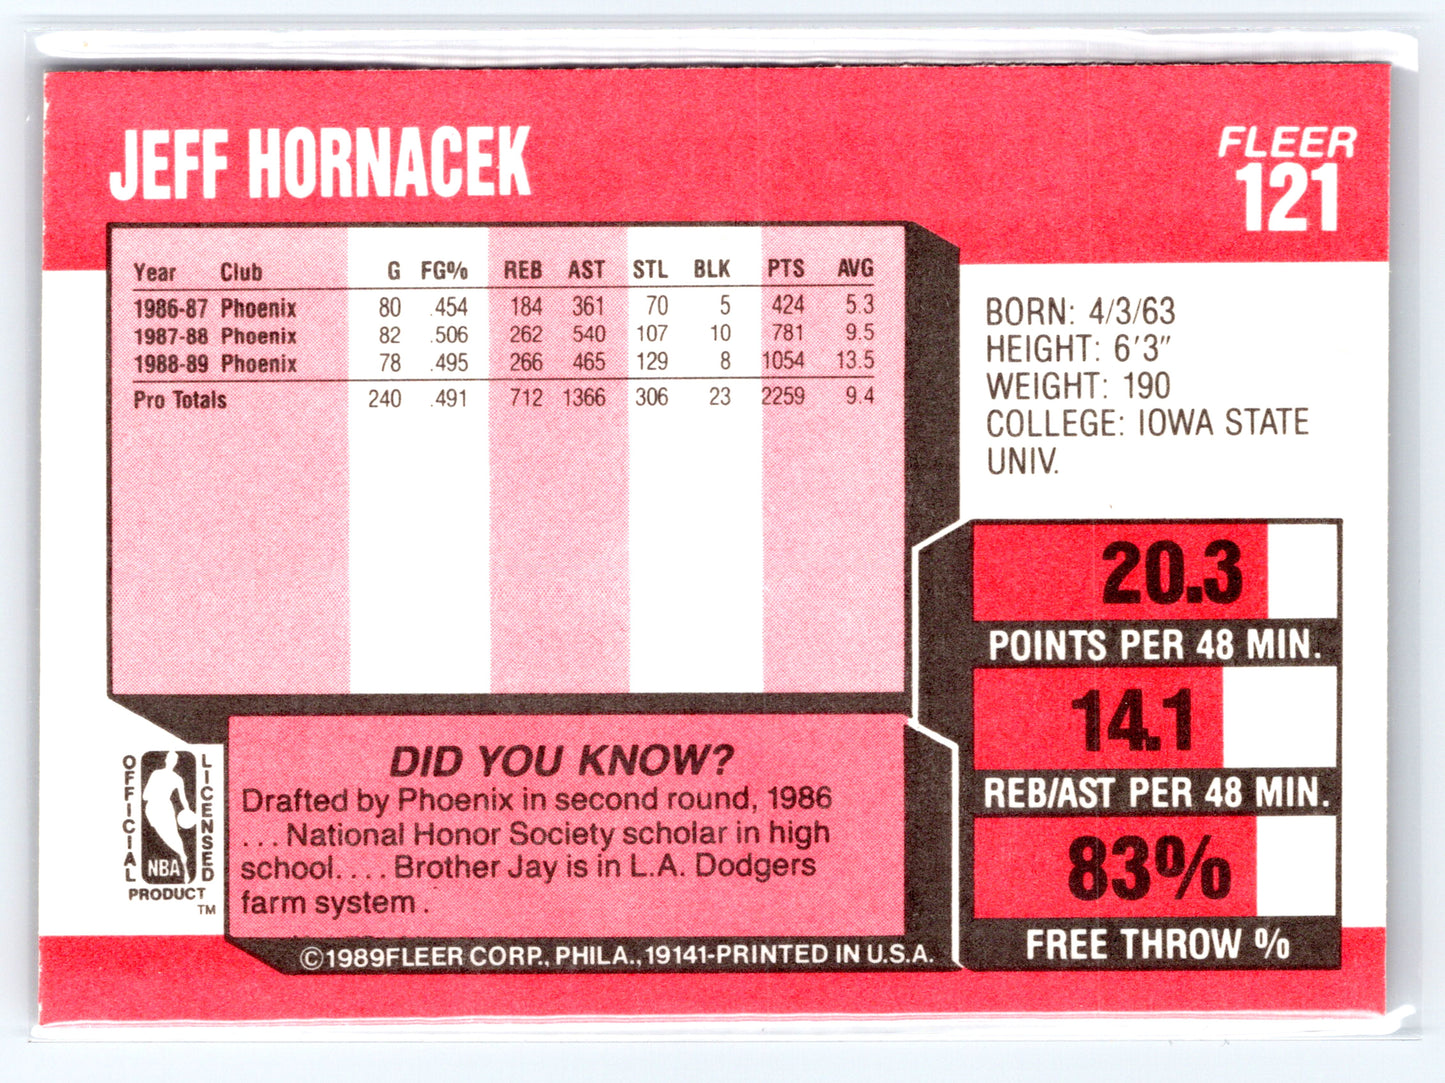 JEFF HORNACEK
FLEER
121
Year Club G FG% REB AST STL BLK PTS AVG
1986-87 Phoenix 80 .454 184 361 70 5 424 5.3
1987-88 Phoenix 82 .506 262 540 107 10 781 9.5
1988-89 Phoenix 78 .495 266 465 129 8 1054 13.5
Pro Totals 240 .491 712 1366 306 23 2259 9.4
BORN: 4/3/63
HEIGHT: 6'3"
WEIGHT: 190
COLLEGE: IOWA STATE
UNIV.
20.3
POINTS PER 48 MIN.
14.1
REB/AST PER 48 MIN.
83%
FREE THROW %
OFFICIAL
NBA
LICENSED
PRODUCT
TM
DID YOU KNOW?
Drafted by Phoenix in second round, 1986
... National Honor Society scholar in high
school.... Brother Jay is in L.A. Dodgers
farm system.
©1989FLEER CORP., PHILA., 19141-PRINTED IN U.S.A.